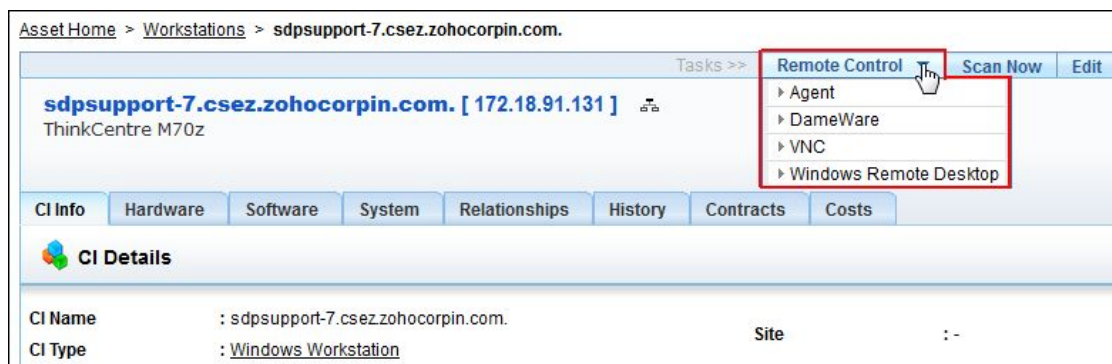 Asset Home > Workstations > sdpsupport-7.csez.zohocorpin.com.
Tasks >> Remote Control Scan Now Edit
sdpsupport-7.csez.zohocorpin.com. [ 172.18.91.131 ]
ThinkCentre M70z
Agent
DameWare
VNC
Windows Remote Desktop
CI Info Hardware Software System Relationships History Contracts Costs
CI Details
CI Name : sdpsupport-7.csez.zohocorpin.com.
Site : -
CI Type : Windows Workstation